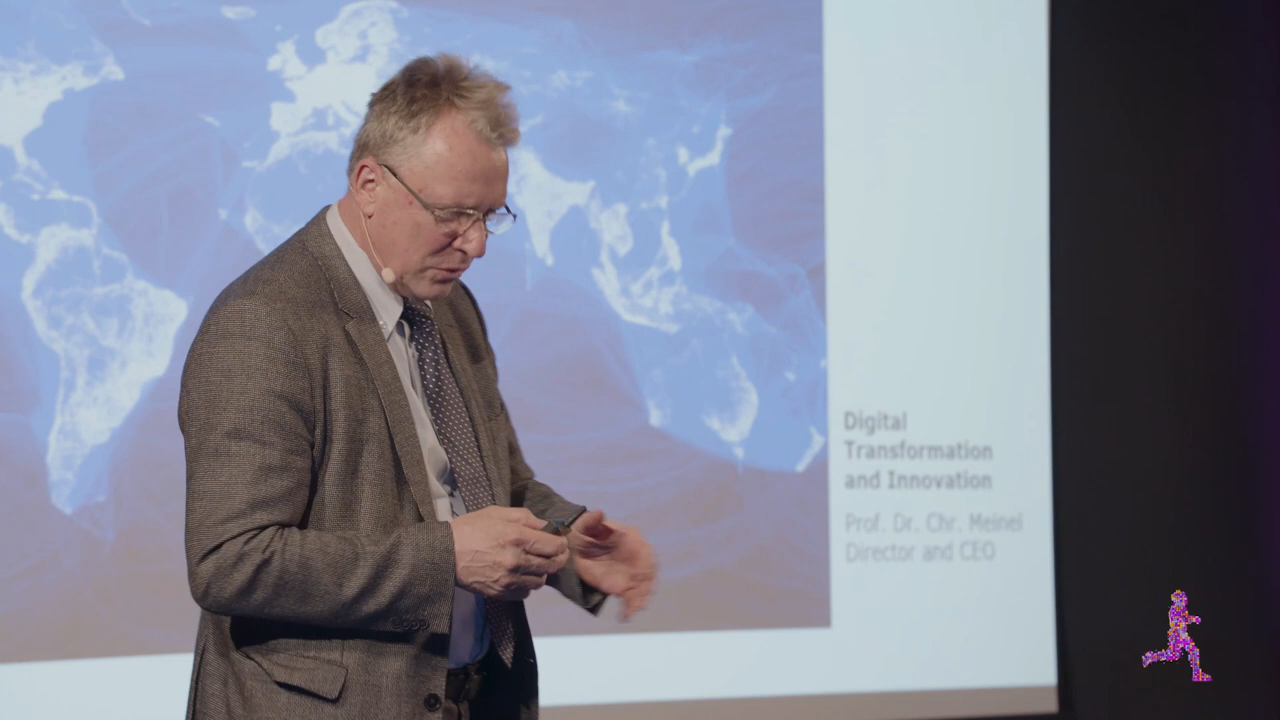 Digital
Transformation
and Innovation
Prof. Dr. Chr. Meinel
Director and CEO